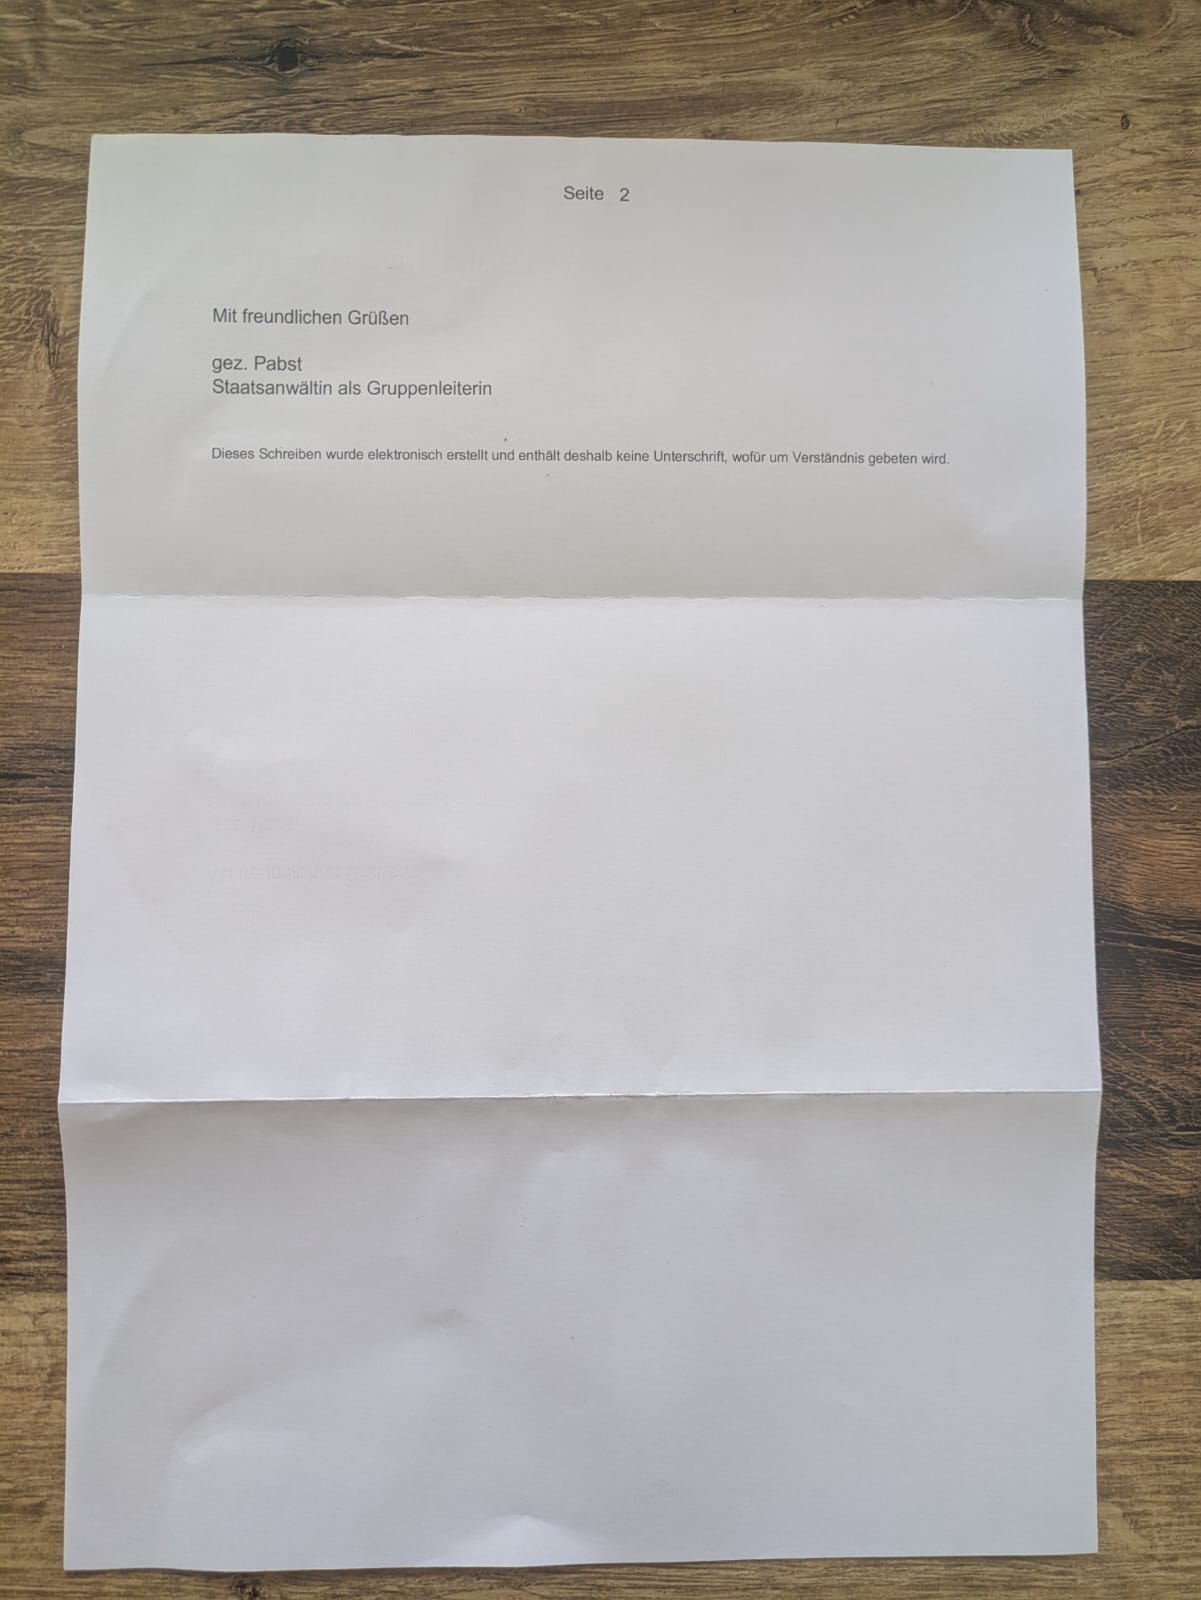 Seite 2
Mit freundlichen Grüßen
gez. Pabst
Staatsanwältin als Gruppenleiterin
Dieses Schreiben wurde elektronisch erstellt und enthält deshalb keine Unterschrift, wofür um Verständnis gebeten wird.